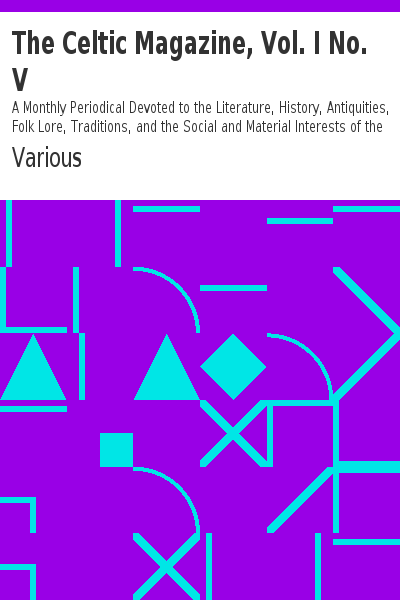 The Celtic Magazine, Vol. I No.
V
A Monthly Periodical Devoted to the Literature, History, Antiquities,
Folk Lore, Traditions, and the Social and Material Interests of the
Various